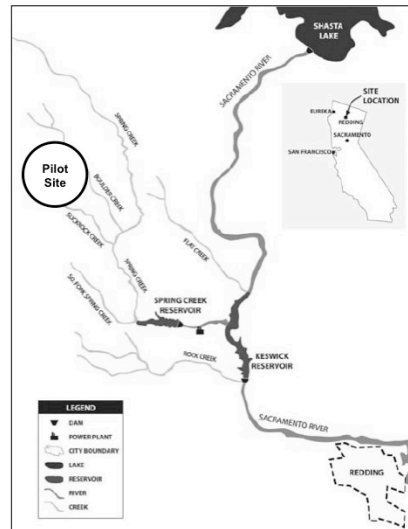 SHASTA
LAKE
SACRAMENTO RIVER
SITE
LOCATION
EUREKA
REDDING
SACRAMENTO
SAN FRANCISCO
SPRING CREEK
Pilot
Site
BOULDER CREEK
SLICKROCK CREEK
FLAT CREEK
SPRING CREEK
SO FORK SPRING CREEK
SPRING CREEK
RESERVOIR
ROCK CREEK
KESWICK
RESERVOIR
SACRAMENTO RIVER
REDDING
LEGEND
DAM
POWER PLANT
CITY BOUNDARY
LAKE
RESERVOIR
RIVER
CREEK